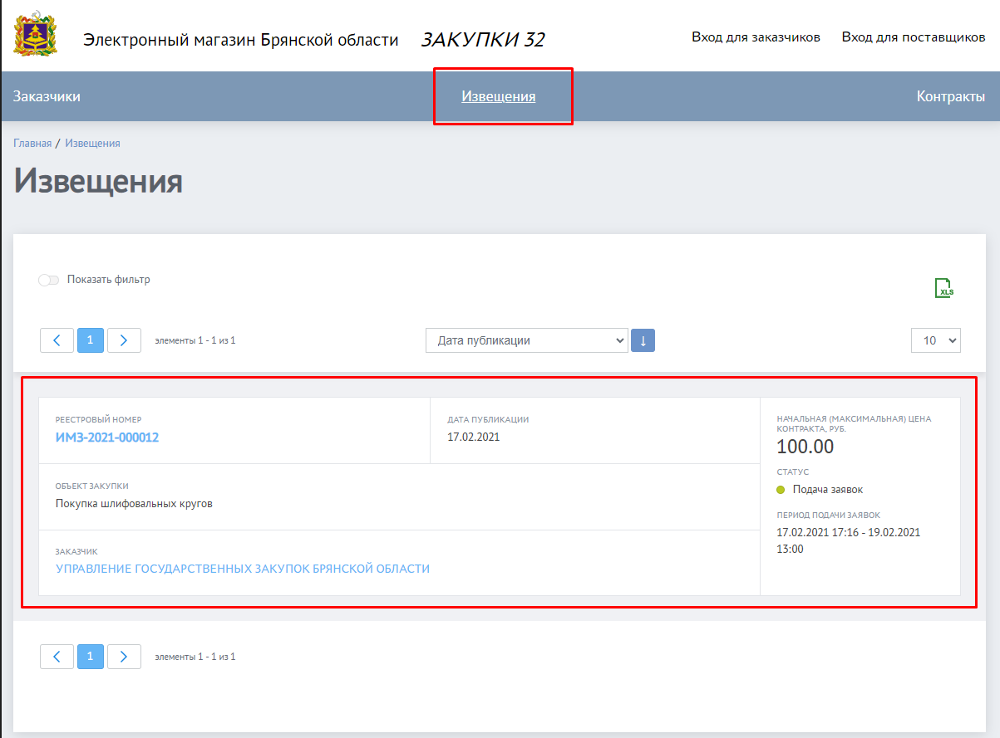 Электронный магазин Брянской области ЗАКУПКИ 32 Вход для заказчиков Вход для поставщиков
Заказчики Извещения Контракты
Главная / Извещения
Извещения
Показать фильтр
XLS
1 элементы 1 - 1 из 1 Дата публикации ↓ 10
РЕЕСТРОВЫЙ НОМЕР
ИМЗ-2021-000012
ДАТА ПУБЛИКАЦИИ
17.02.2021
ОБЪЕКТ ЗАКУПКИ
Покупка шлифовальных кругов
ЗАКАЗЧИК
УПРАВЛЕНИЕ ГОСУДАРСТВЕННЫХ ЗАКУПОК БРЯНСКОЙ ОБЛАСТИ
НАЧАЛЬНАЯ (МАКСИМАЛЬНАЯ) ЦЕНА
КОНТРАКТА, РУБ.
100.00
СТАТУС
Подача заявок
ПЕРИОД ПОДАЧИ ЗАЯВОК
17.02.2021 17:16 - 19.02.2021
13:00
1 элементы 1 - 1 из 1